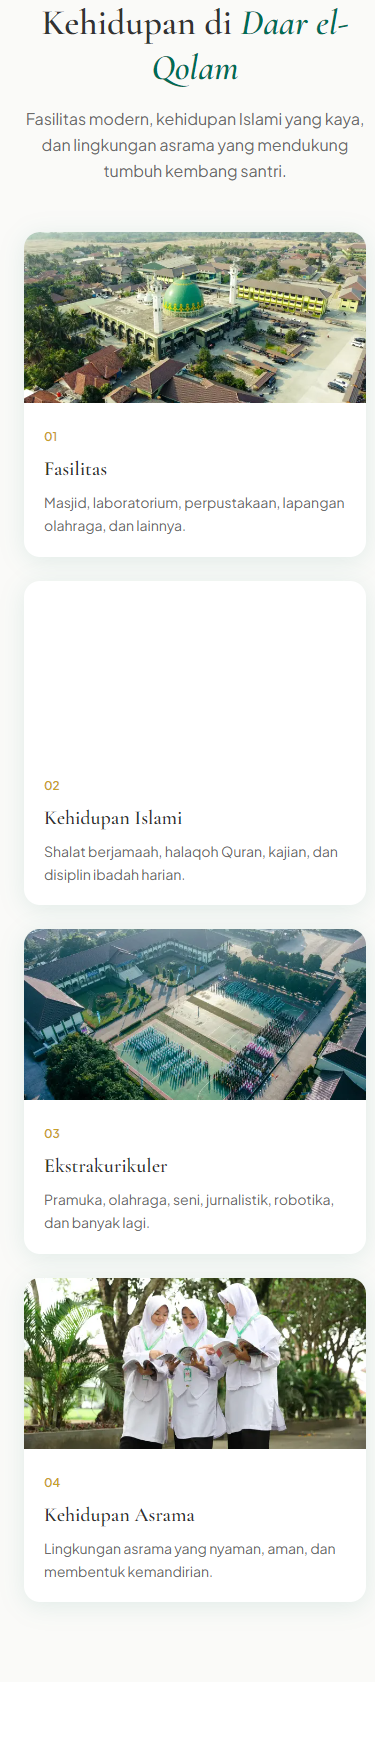 Kehidupan di Daar el-
Qolam
Fasilitas modern, kehidupan Islami yang kaya,
dan lingkungan asrama yang mendukung
tumbuh kembang santri.
01
Fasilitas
Masjid, laboratorium, perpustakaan, lapangan
olahraga, dan lainnya.
02
Kehidupan Islami
Shalat berjamaah, halaqoh Quran, kajian, dan
disiplin ibadah harian.
03
Ekstrakurikuler
Pramuka, olahraga, seni, jurnalistik, robotika,
dan banyak lagi.
04
Kehidupan Asrama
Lingkungan asrama yang nyaman, aman, dan
membentuk kemandirian.